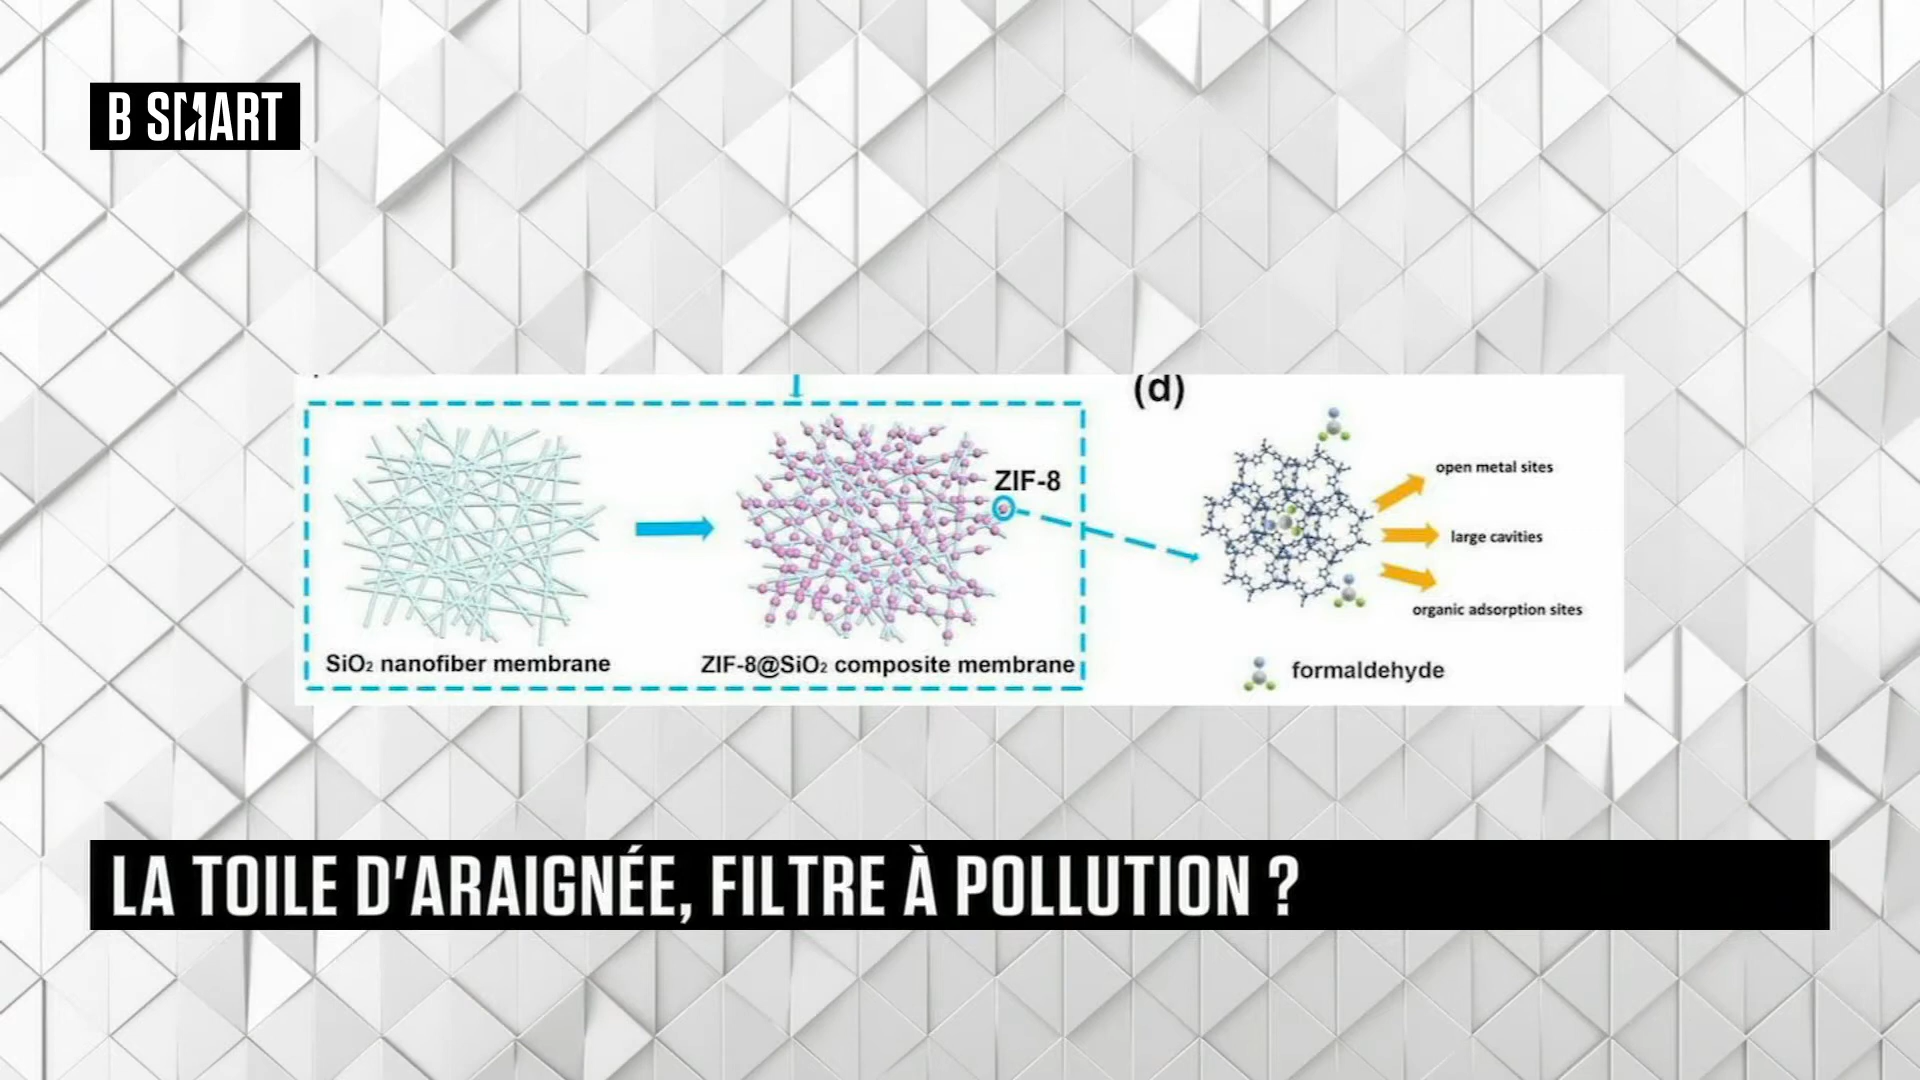 B SMART
(d)
ZIF-8
open metal sites
large cavities
organic adsorption sites
SiO₂ nanofiber membrane
ZIF-8@SiO₂ composite membrane
formaldehyde
LA TOILE D'ARAIGNÉE, FILTRE À POLLUTION ?